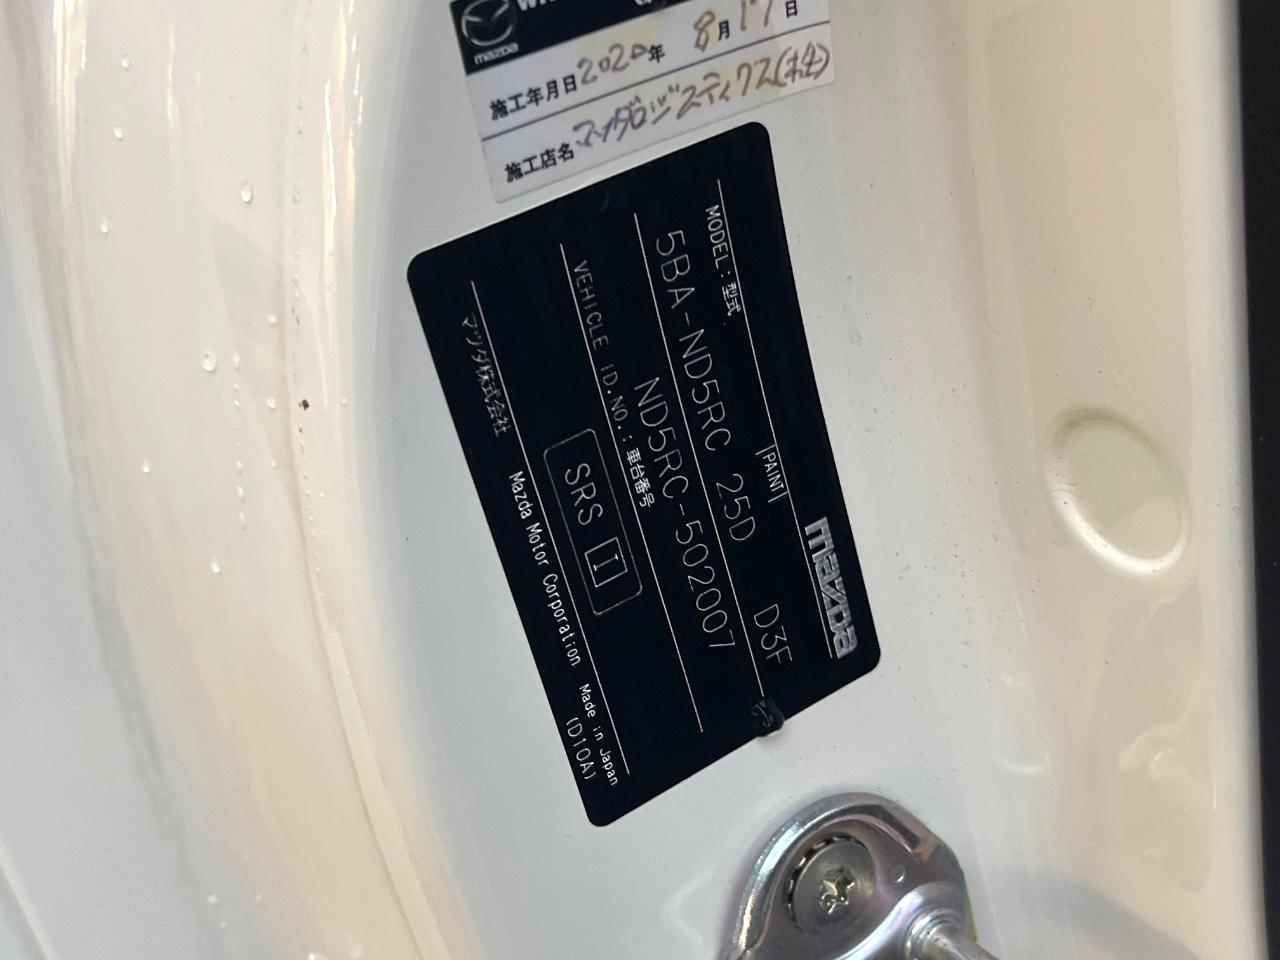 mazda
施工年月日 2020年 8月17日
施工店名 マツダロジスティクス(株)
mazda
MODEL:型式
PAINT
5BA-ND5RC 25D D3F
VEHICLE ID.NO.:車台番号
ND5RC-502007
SRS I
マツダ株式会社 Mazda Motor Corporation Made in Japan
(D10A)